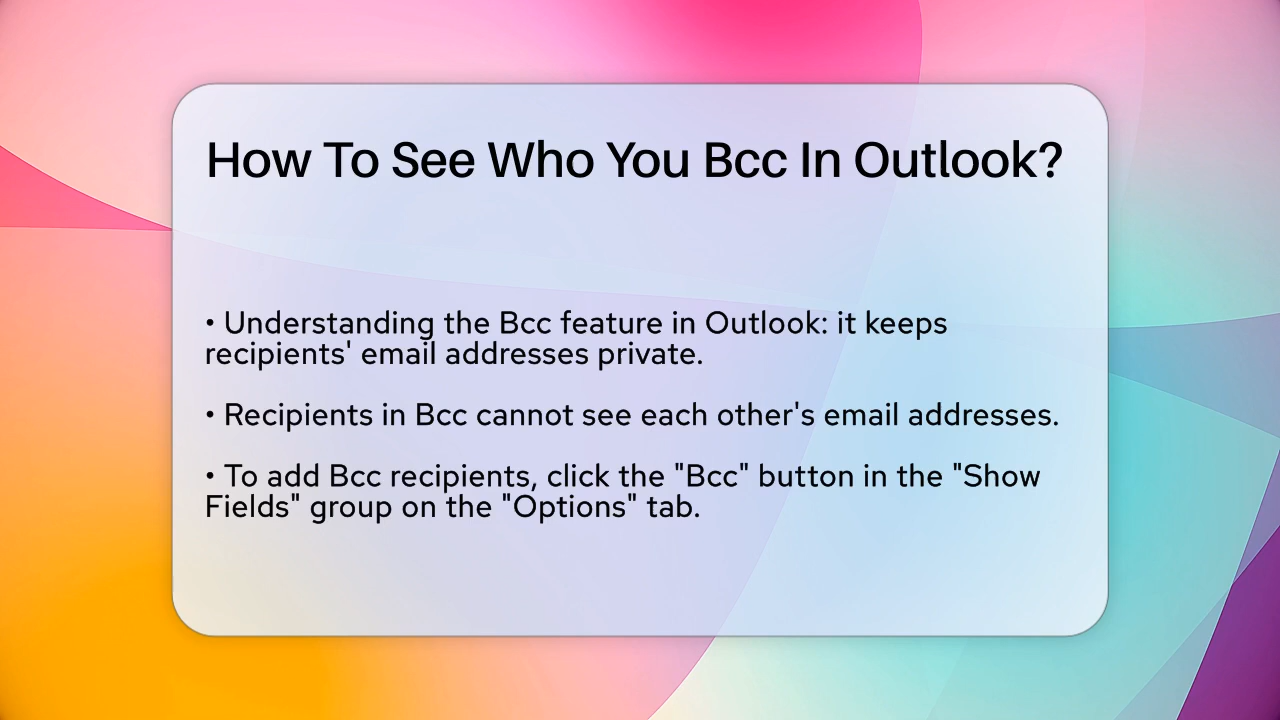 How To See Who You Bcc In Outlook?
• Understanding the Bcc feature in Outlook: it keeps
recipients' email addresses private.
• Recipients in Bcc cannot see each other's email addresses.
• To add Bcc recipients, click the "Bcc" button in the "Show
Fields" group on the "Options" tab.